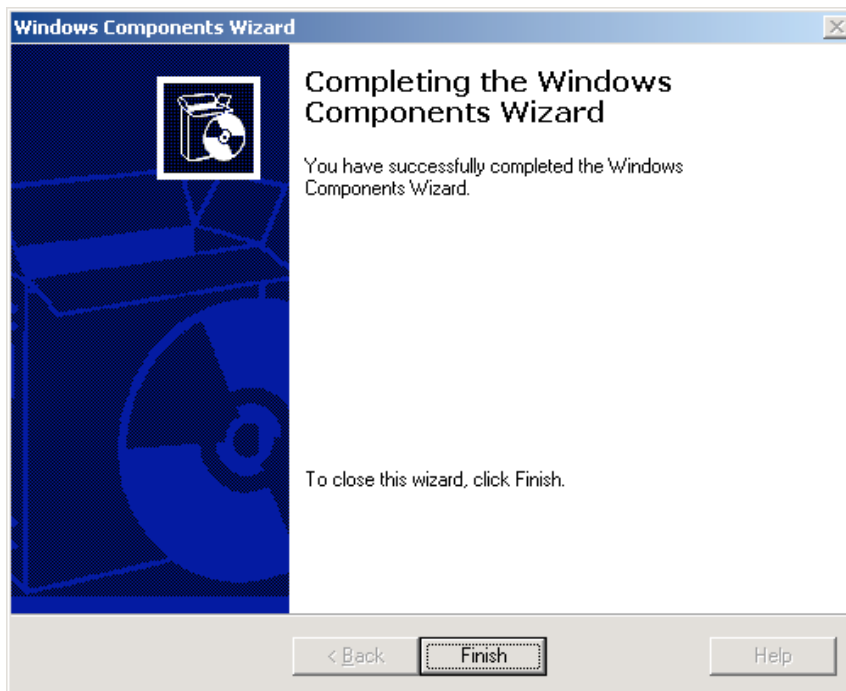 Windows Components Wizard
Completing the Windows
Components Wizard
You have successfully completed the Windows
Components Wizard.
To close this wizard, click Finish.
< Back Finish Help